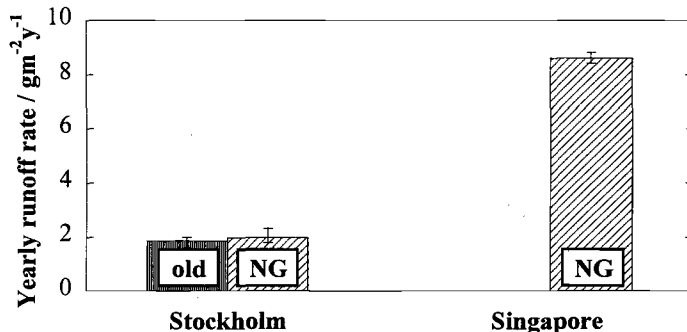 Yearly runoff rate / gm⁻²y⁻¹
10
8
6
4
2
0
old NG NG
Stockholm Singapore